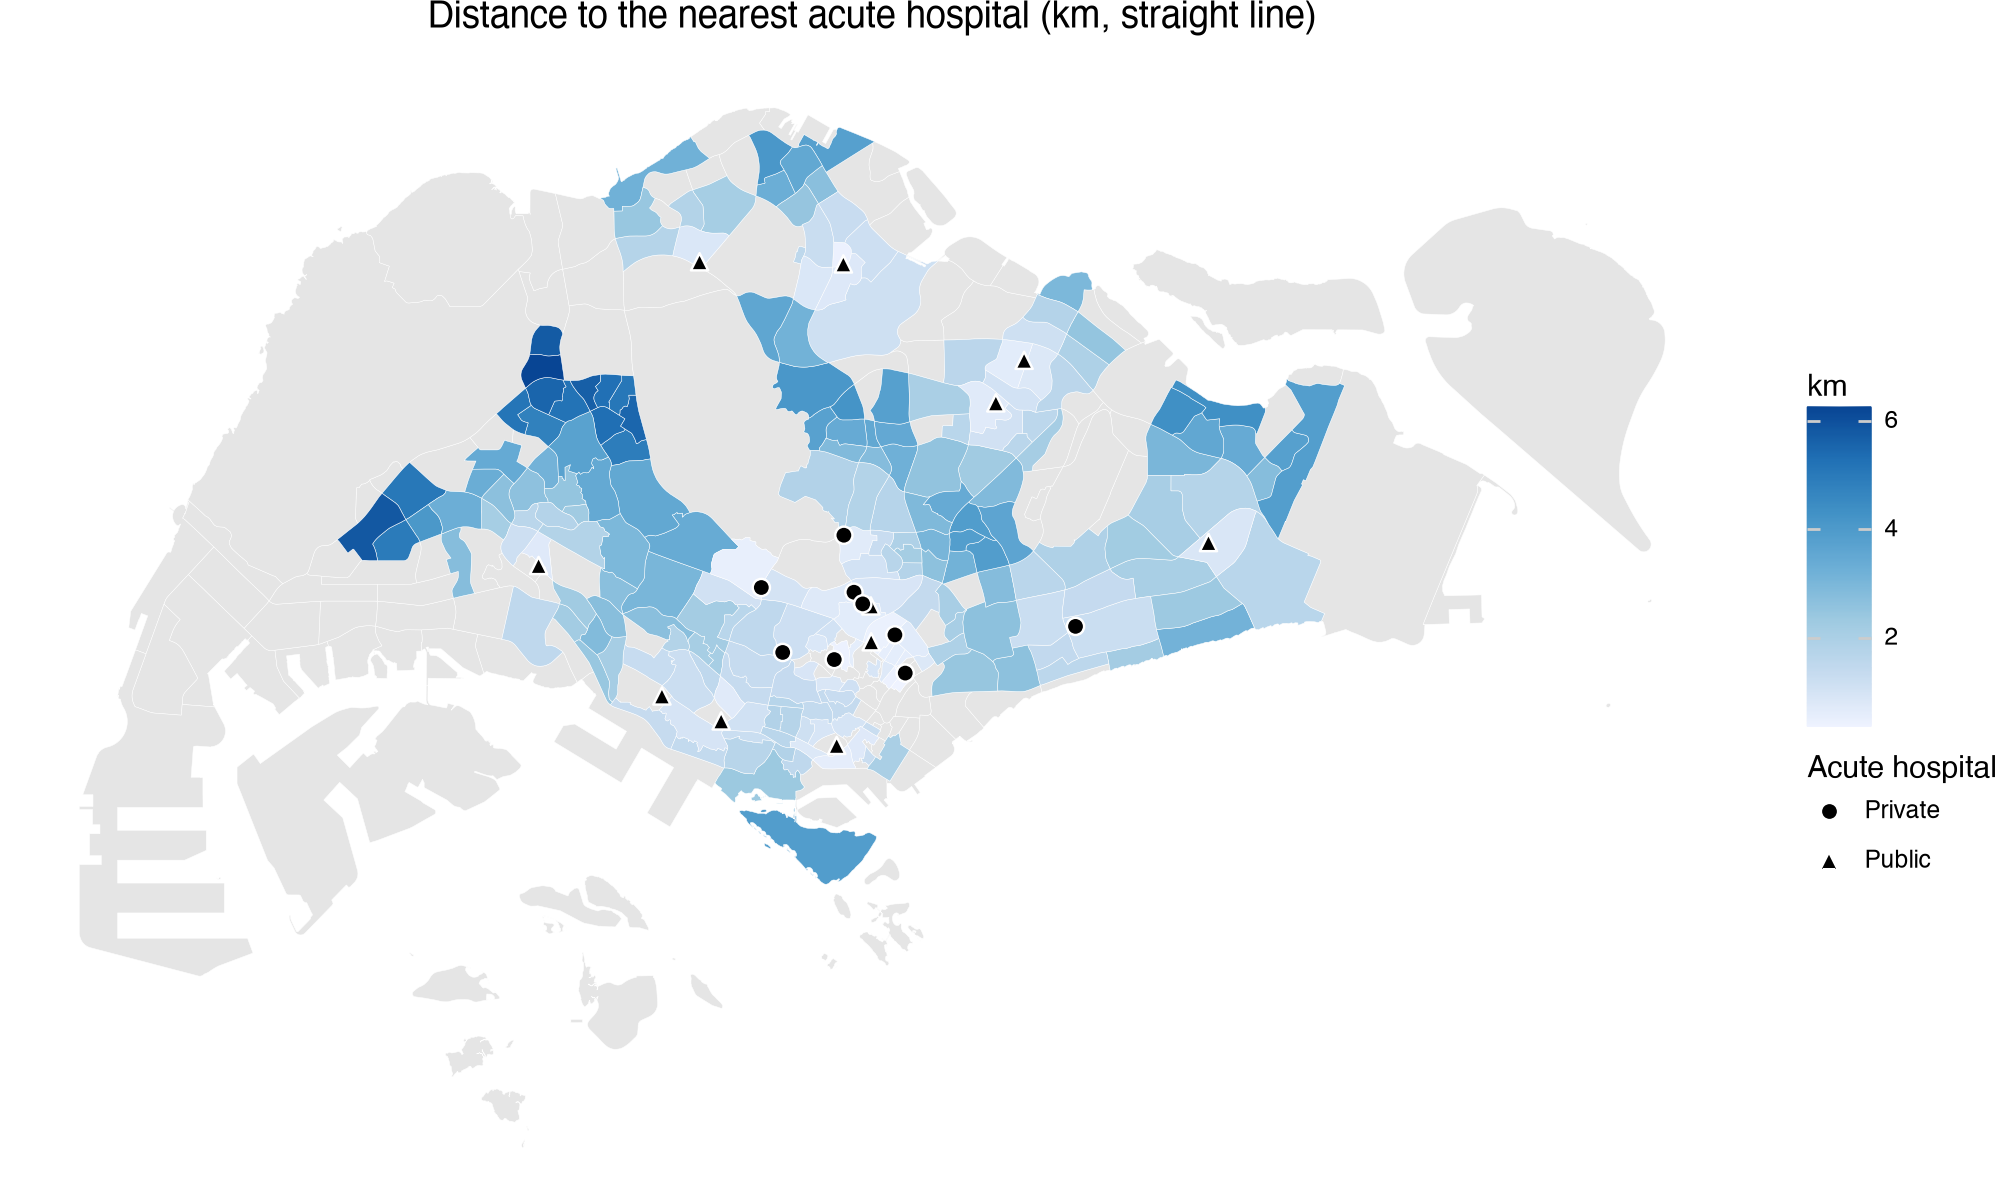 Distance to the nearest acute hospital (km, straight line)
km
6
4
2
Acute hospital
Private
Public